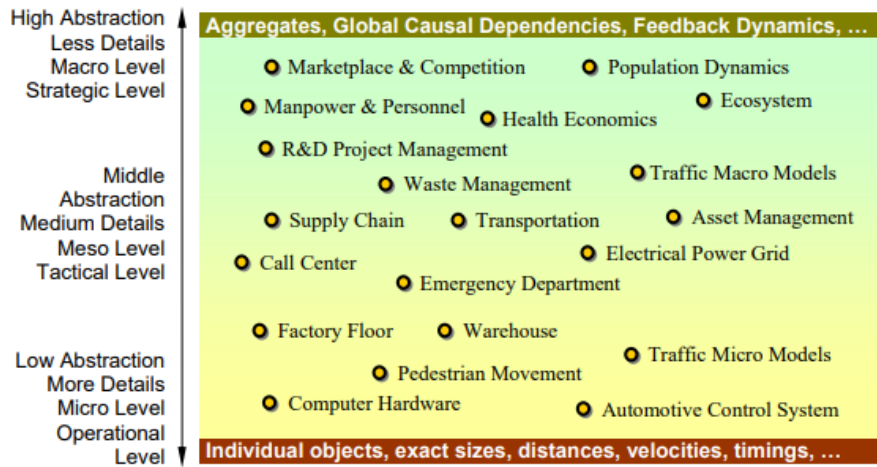 High Abstraction
Less Details
Macro Level
Strategic Level
Middle
Abstraction
Medium Details
Meso Level
Tactical Level
Low Abstraction
More Details
Micro Level
Operational
Level
Aggregates, Global Causal Dependencies, Feedback Dynamics, …
Marketplace & Competition
Population Dynamics
Manpower & Personnel
Ecosystem
Health Economics
R&D Project Management
Traffic Macro Models
Waste Management
Supply Chain
Transportation
Asset Management
Call Center
Electrical Power Grid
Emergency Department
Factory Floor
Warehouse
Traffic Micro Models
Pedestrian Movement
Computer Hardware
Automotive Control System
Individual objects, exact sizes, distances, velocities, timings, …